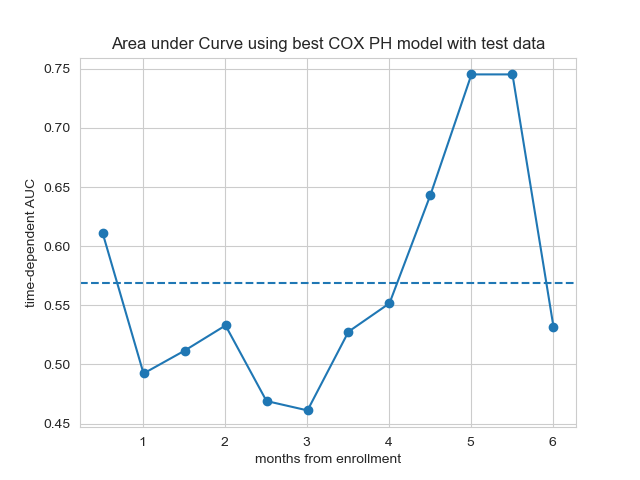 Area under Curve using best COX PH model with test data
time-dependent AUC
0.75
0.70
0.65
0.60
0.55
0.50
0.45
1 2 3 4 5 6
months from enrollment